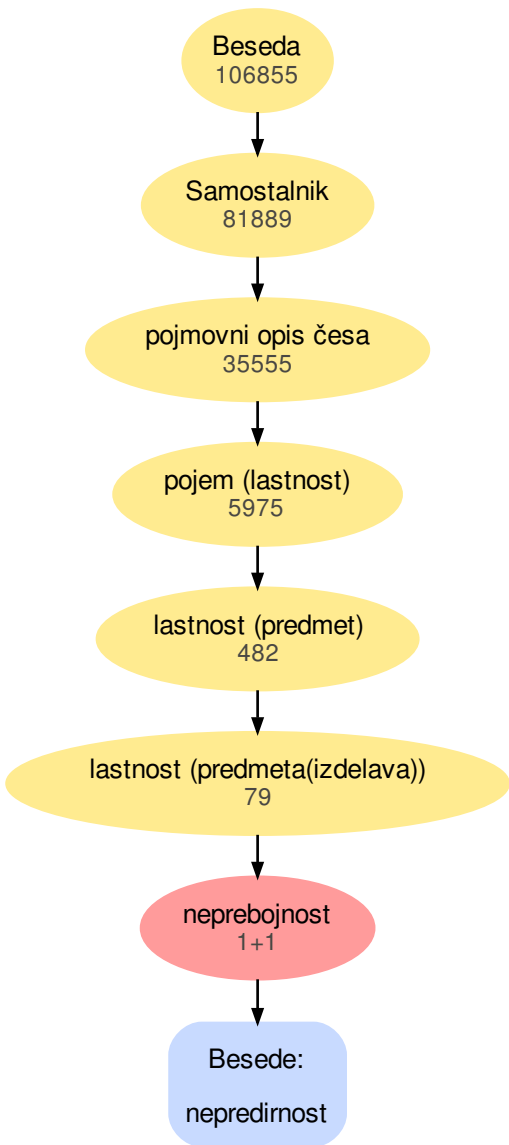 Beseda
106855
Samostalnik
81889
pojmovni opis česa
35555
pojem (lastnost)
5975
lastnost (predmet)
482
lastnost (predmeta(izdelava))
79
neprebojnost
1+1
Besede:
nepredirnost